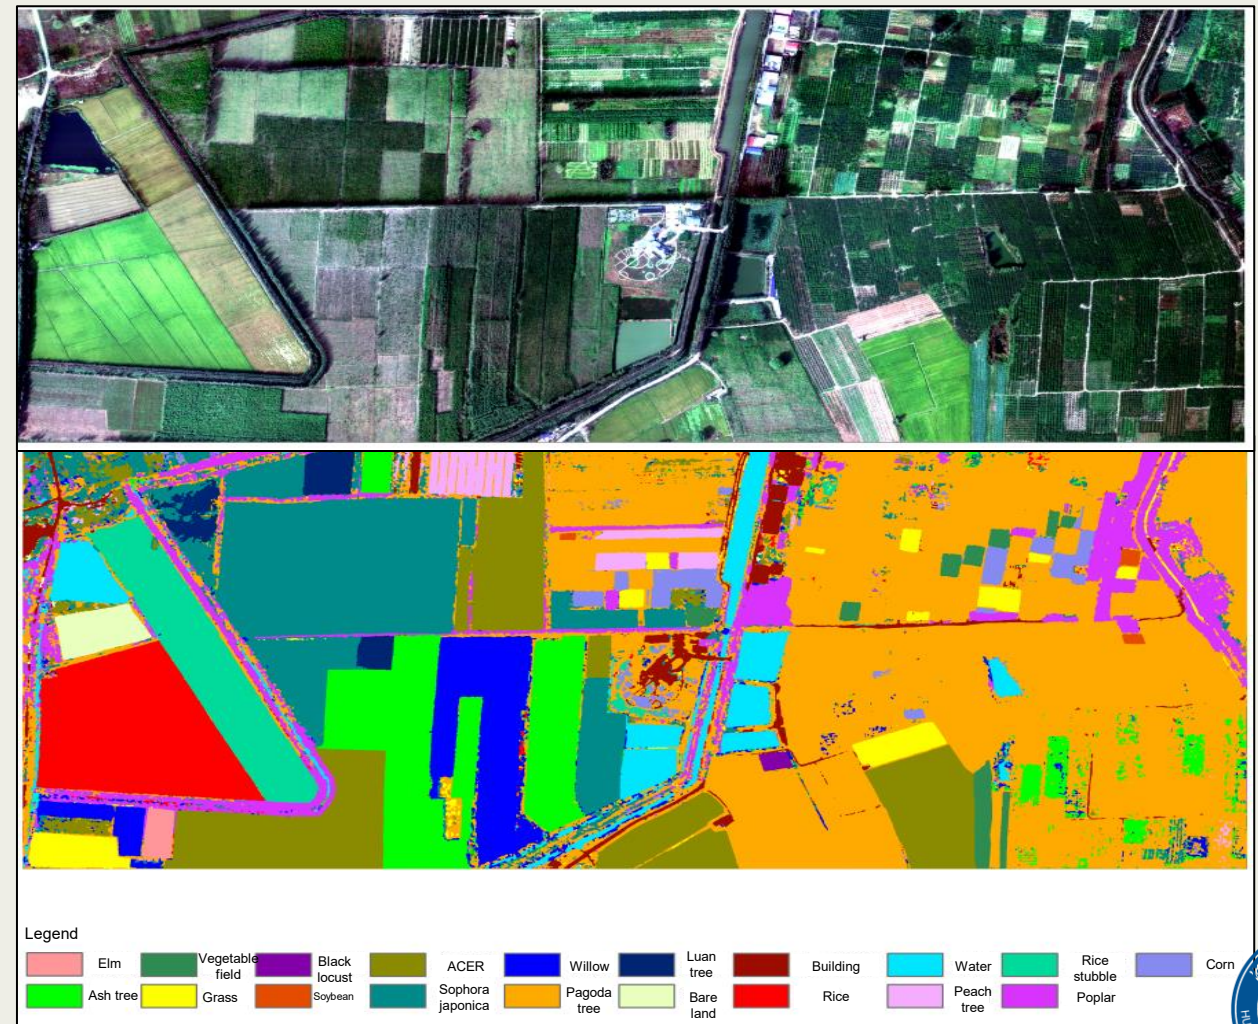 Legend
Elm
Vegetable
field
Black
locust
ACER
Willow
Luan
tree
Building
Water
Rice
stubble
Corn
Ash tree
Grass
Soybean
Sophora
japonica
Pagoda
tree
Bare
land
Rice
Peach
tree
Poplar